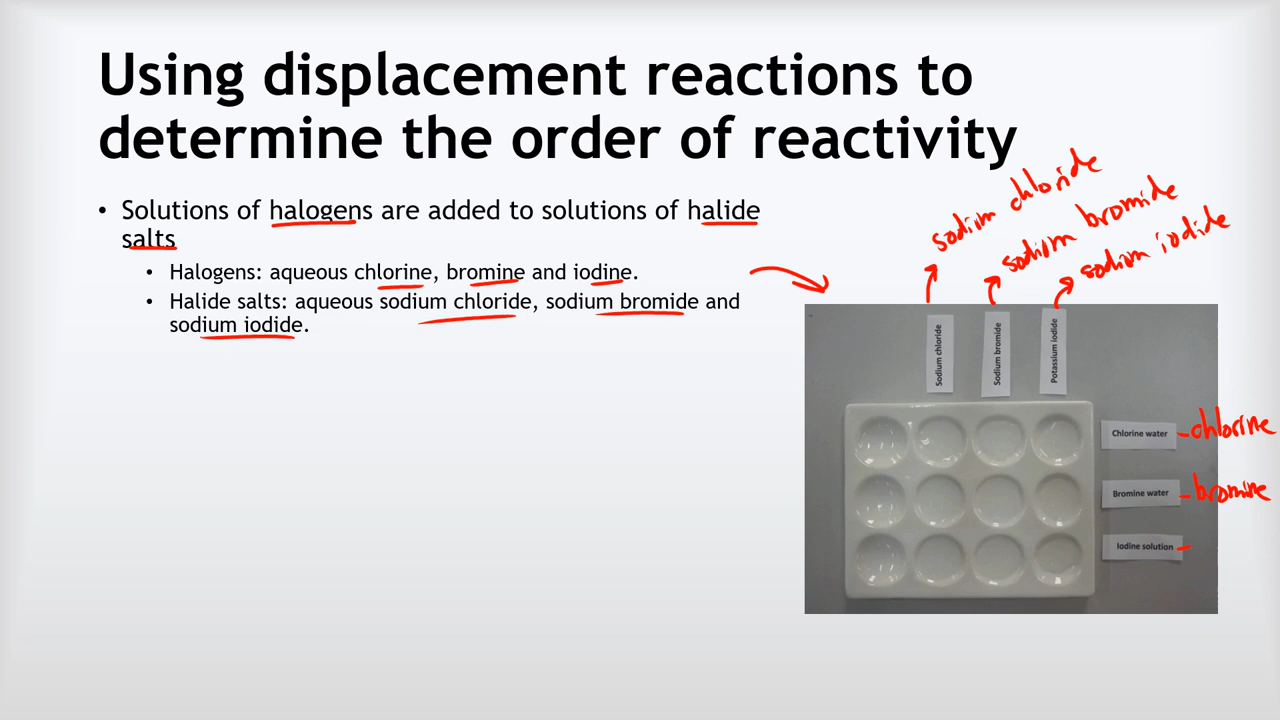 Using displacement reactions to
determine the order of reactivity
• Solutions of halogens are added to solutions of halide
salts
• Halogens: aqueous chlorine, bromine and iodine.
• Halide salts: aqueous sodium chloride, sodium bromide and
sodium iodide.
sodium chloride
sodium bromide
sodium iodide
Sodium chloride
Sodium bromide
Potassium iodide
Chlorine water
chlorine
Bromine water
bromine
Iodine solution